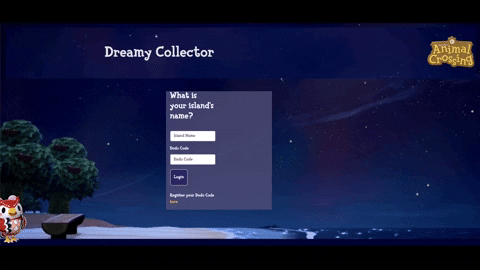 Dreamy Collector
Animal
Crossing
What is
your island's
name?
Island Name
Dodo Code
Dodo Code
Login
Register your Dodo Code
here